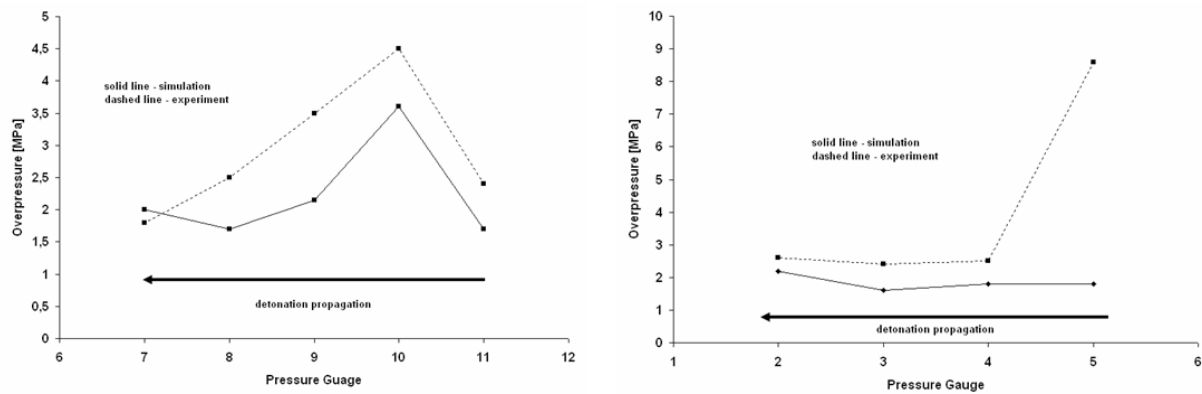 5
4,5
4
3,5
3
2,5
2
1,5
1
0,5
0
Overpressure [MPa]
solid line - simulation
dashed line - experiment
detonation propagation
6 7 8 9 10 11 12
Pressure Guage
10
9
8
7
6
5
4
3
2
1
0
Overpressure [MPa]
solid line - simulation
dashed line - experiment
detonation propagation
1 2 3 4 5 6
Pressure Gauge